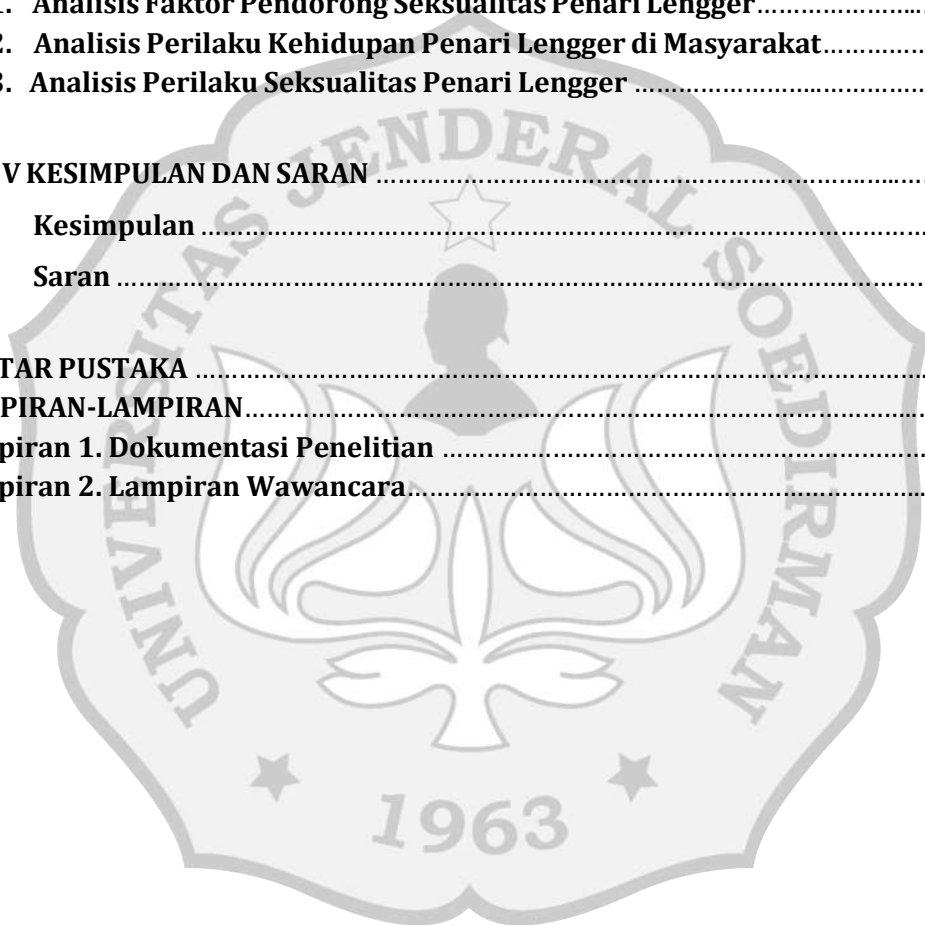 1. Analisis Faktor Pendorong Seksualitas Penari Lengger
2. Analisis Perilaku Kehidupan Penari Lengger di Masyarakat
3. Analisis Perilaku Seksualitas Penari Lengger
V KESIMPULAN DAN SARAN
Kesimpulan
Saran
TAR PUSTAKA
PIRAN-LAMPIRAN
piran 1. Dokumentasi Penelitian
piran 2. Lampiran Wawancara
UNIVERSITAS JENDERAL SOEDIRMAN
1963